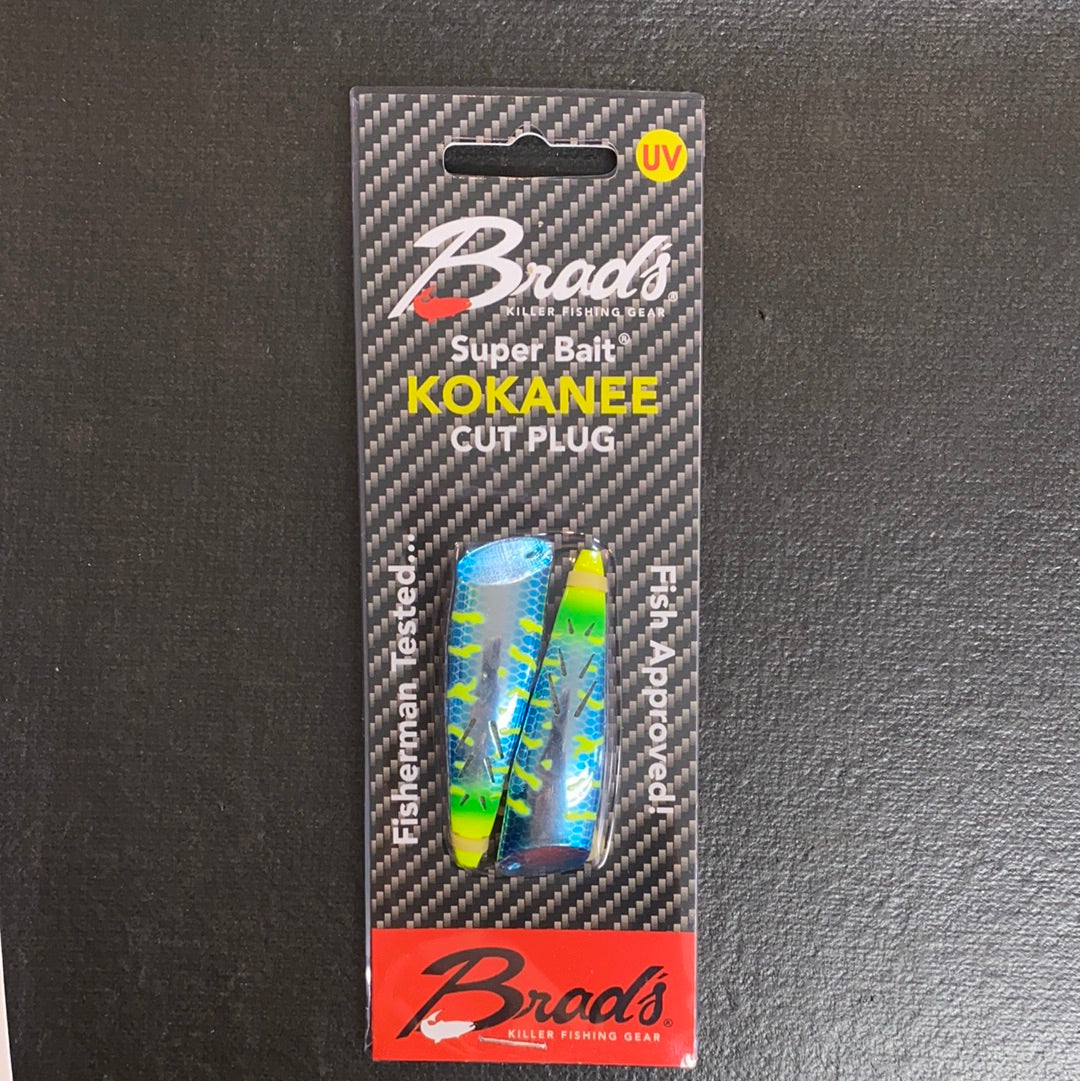 UV
Brad's®
KILLER FISHING GEAR
Super Bait®
KOKANEE
CUT PLUG
Fisherman Tested...
Fish Approved!
Brad's®
KILLER FISHING GEAR